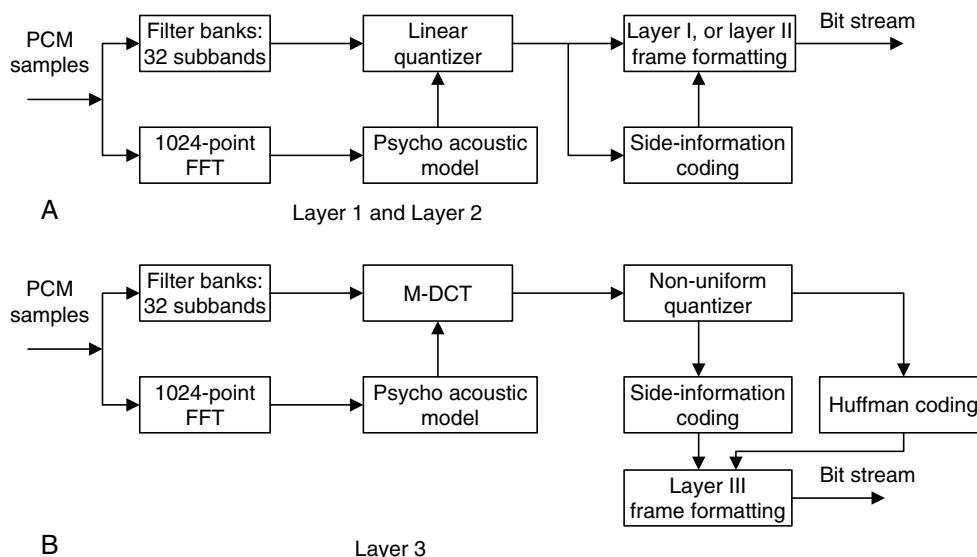 PCM
samples
Filter banks:
32 subbands
Linear
quantizer
Layer I, or layer II
frame formatting
Bit stream
1024-point
FFT
Psycho acoustic
model
Side-information
coding
A
Layer 1 and Layer 2
PCM
samples
Filter banks:
32 subbands
M-DCT
Non-uniform
quantizer
1024-point
FFT
Psycho acoustic
model
Side-information
coding
Huffman coding
Layer III
frame formatting
Bit stream
B
Layer 3